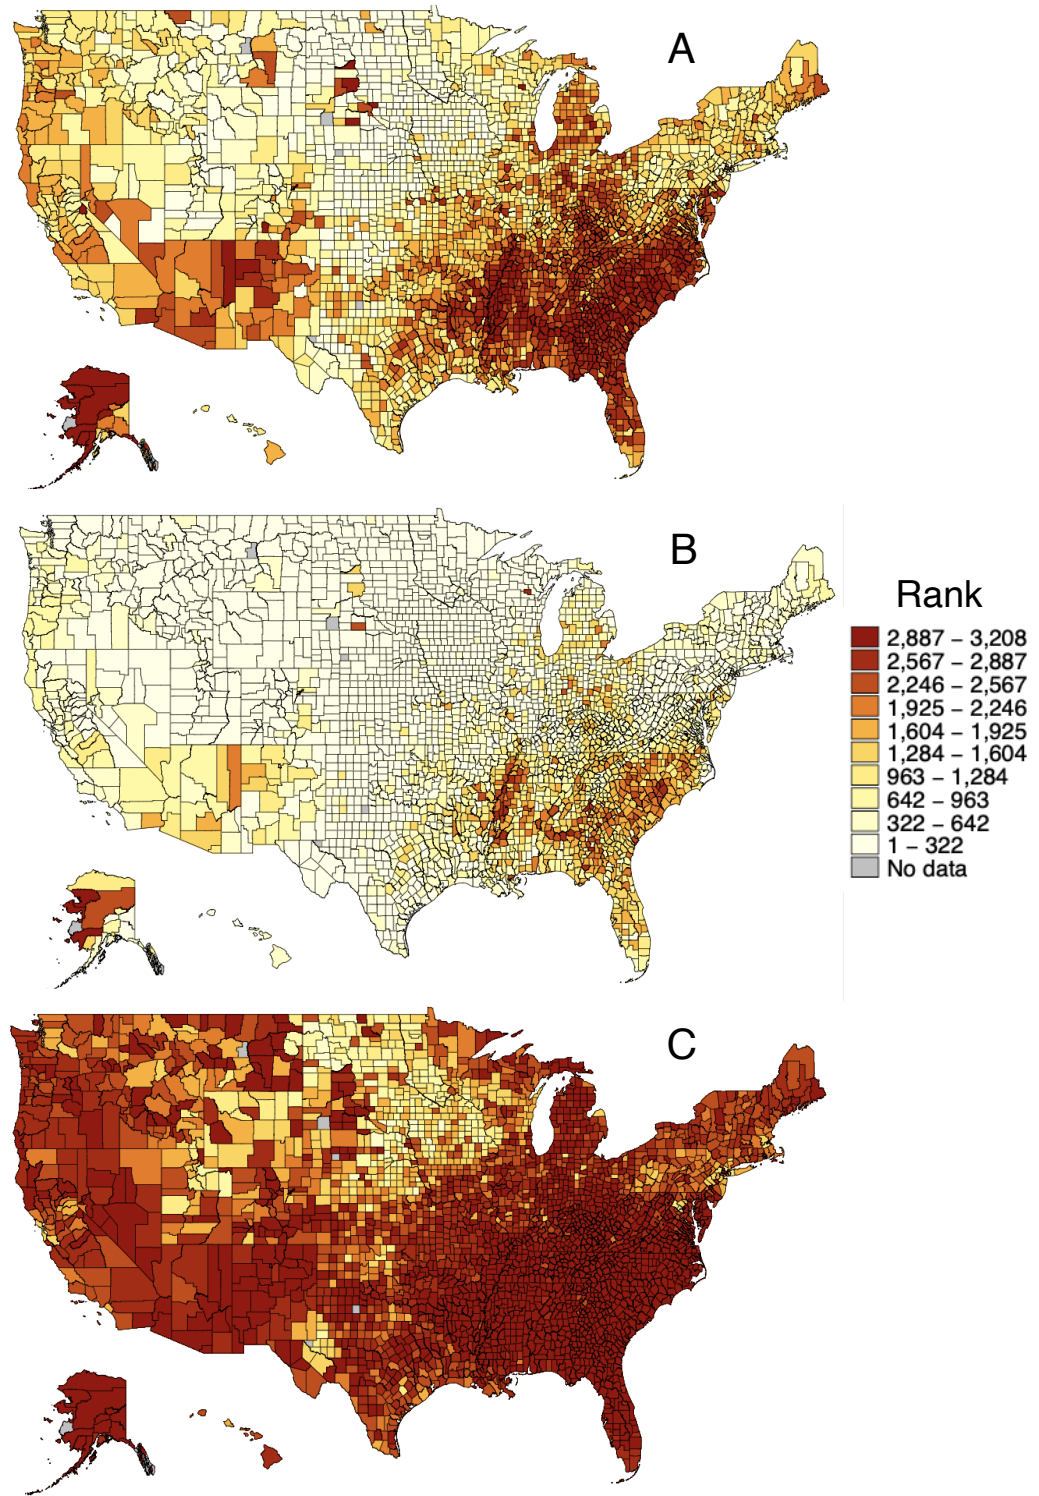 A
B
Rank
2,887 – 3,208
2,567 – 2,887
2,246 – 2,567
1,925 – 2,246
1,604 – 1,925
1,284 – 1,604
963 – 1,284
642 – 963
322 – 642
1 – 322
No data
C